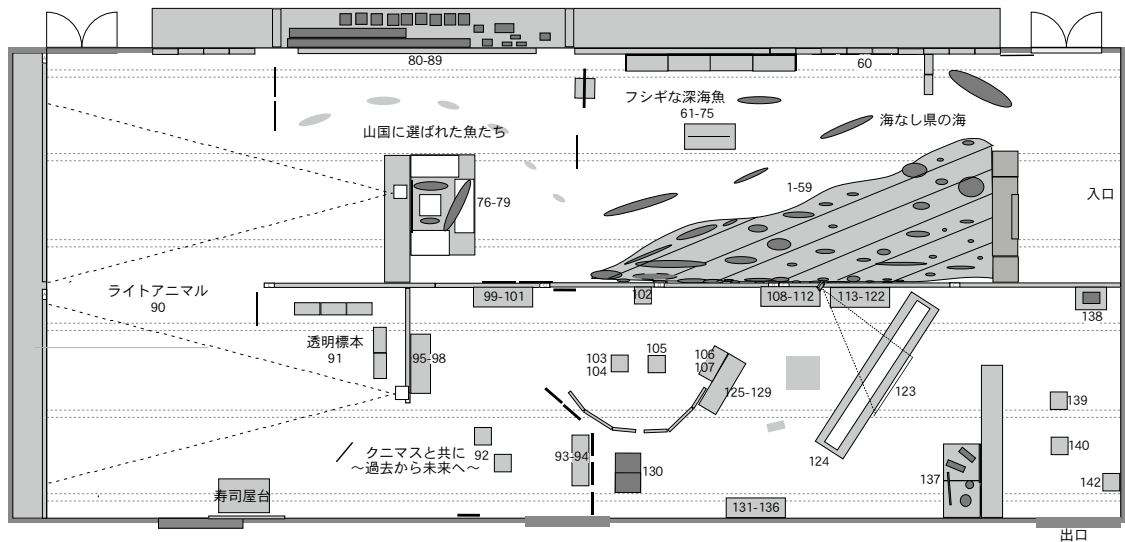 80-89
60
フシギな深海魚
61-75
海なし県の海
山国に選ばれた魚たち
1-59
入口
76-79
ライトアニマル
90
99-101
102
108-112
113-122
138
透明標本
91
95-98
103
104
105
106
107
125-129
123
139
クニマスと共に
〜過去から未来へ〜
92
93-94
130
124
140
137
142
寿司屋台
131-136
出口